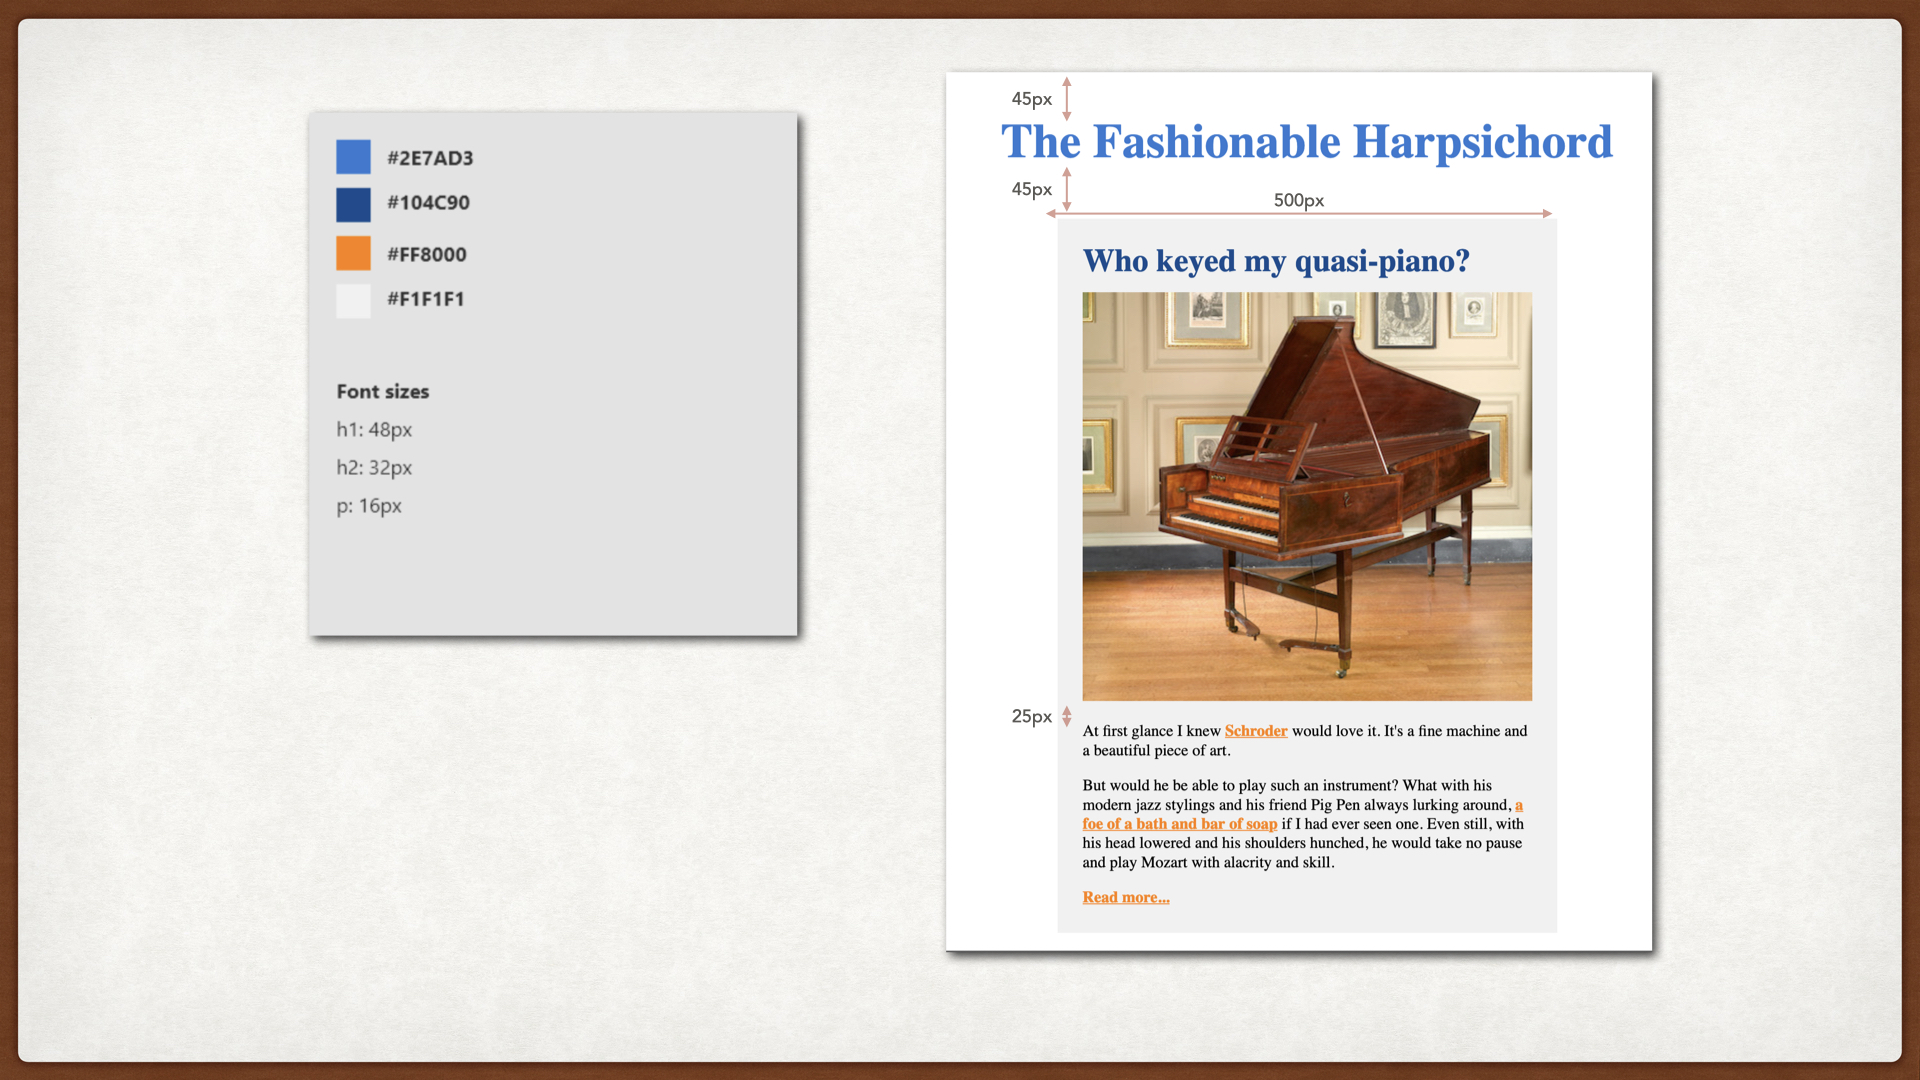 #2E7AD3
#104C90
#FF8000
#F1F1F1
Font sizes
h1: 48px
h2: 32px
p: 16px
45px
The Fashionable Harpsichord
45px
500px
Who keyed my quasi-piano?
25px
At first glance I knew Schroder would love it. It's a fine machine and
a beautiful piece of art.
But would he be able to play such an instrument? What with his
modern jazz stylings and his friend Pig Pen always lurking around, a
foe of a bath and bar of soap if I had ever seen one. Even still, with
his head lowered and his shoulders hunched, he would take no pause
and play Mozart with alacrity and skill.
Read more...